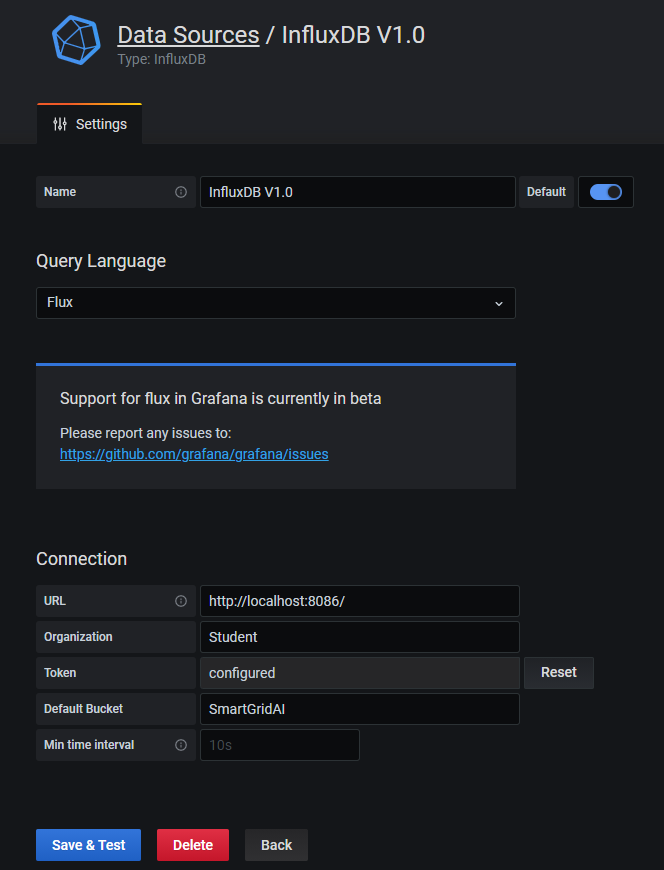 Data Sources / InfluxDB V1.0
Type: InfluxDB
Settings
Name InfluxDB V1.0 Default
Query Language
Flux
Support for flux in Grafana is currently in beta
Please report any issues to:
https://github.com/grafana/grafana/issues
Connection
URL http://localhost:8086/
Organization Student
Token configured Reset
Default Bucket SmartGridAI
Min time interval 10s
Save & Test Delete Back